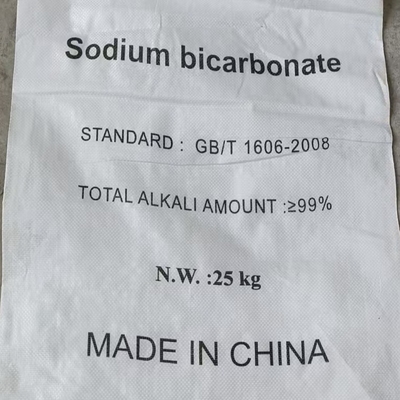 Sodium bicarbonate
STANDARD : GB/T 1606-2008
TOTAL ALKALI AMOUNT :≥99%
N.W. :25 kg
MADE IN CHINA